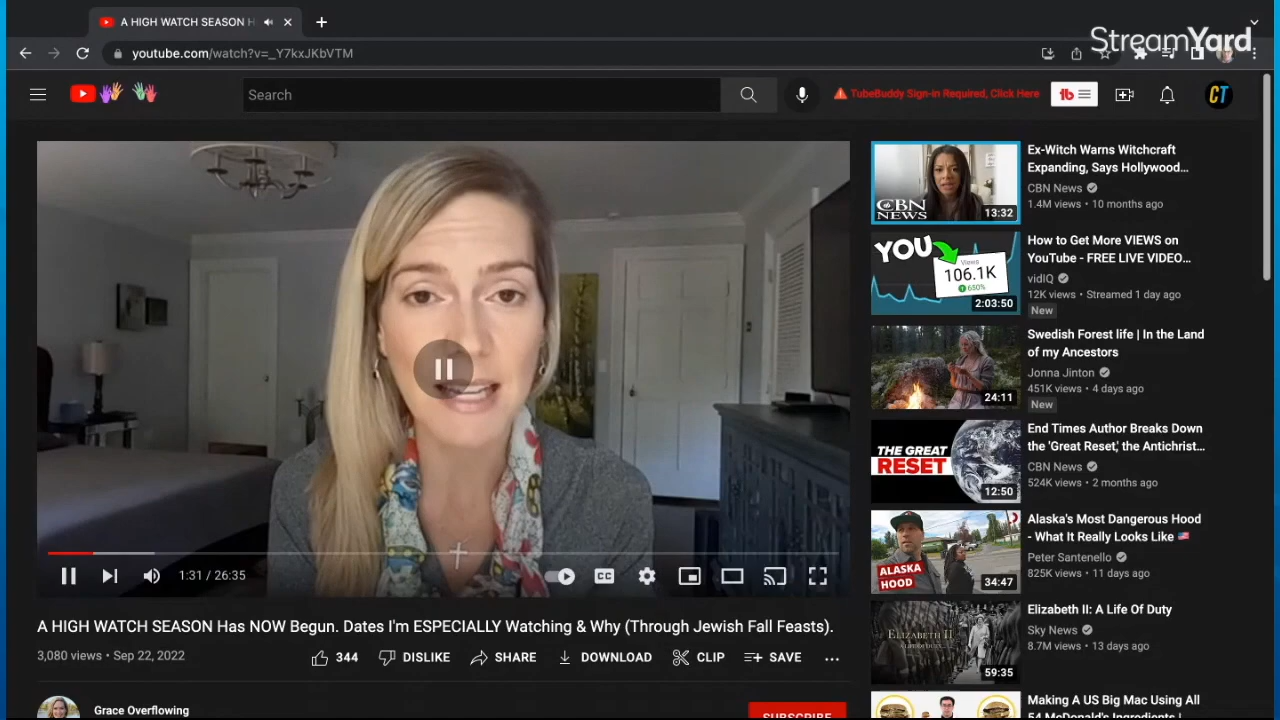 A HIGH WATCH SEASON H
StreamYard
youtube.com/watch?v=_Y7kxJKbVTM
Search
TubeBuddy Sign-in Required, Click Here
tb
CT
CBN
NEWS
13:32
Ex-Witch Warns Witchcraft
Expanding, Says Hollywood...
CBN News
1.4M views • 10 months ago
YOU
Views
106.1K
650%
2:03:50
How to Get More VIEWS on
YouTube - FREE LIVE VIDEO...
vidIQ
12K views • Streamed 1 day ago
New
24:11
Swedish Forest life | In the Land
of my Ancestors
Jonna Jinton
451K views • 4 days ago
New
THE GREAT
RESET
12:50
End Times Author Breaks Down
the 'Great Reset,' the Antichrist...
CBN News
524K views • 2 months ago
ALASKA
HOOD
34:47
Alaska's Most Dangerous Hood
- What It Really Looks Like
Peter Santenello
825K views • 11 days ago
ELIZABETH II
59:35
Elizabeth II: A Life Of Duty
Sky News
8.7M views • 13 days ago
Making A US Big Mac Using All
54 McDonald's Ingredients |
1:31 / 26:35
CC
A HIGH WATCH SEASON Has NOW Begun. Dates I'm ESPECIALLY Watching & Why (Through Jewish Fall Feasts).
3,080 views • Sep 22, 2022
344
DISLIKE
SHARE
DOWNLOAD
CLIP
SAVE
Grace Overflowing
SUBSCRIBE